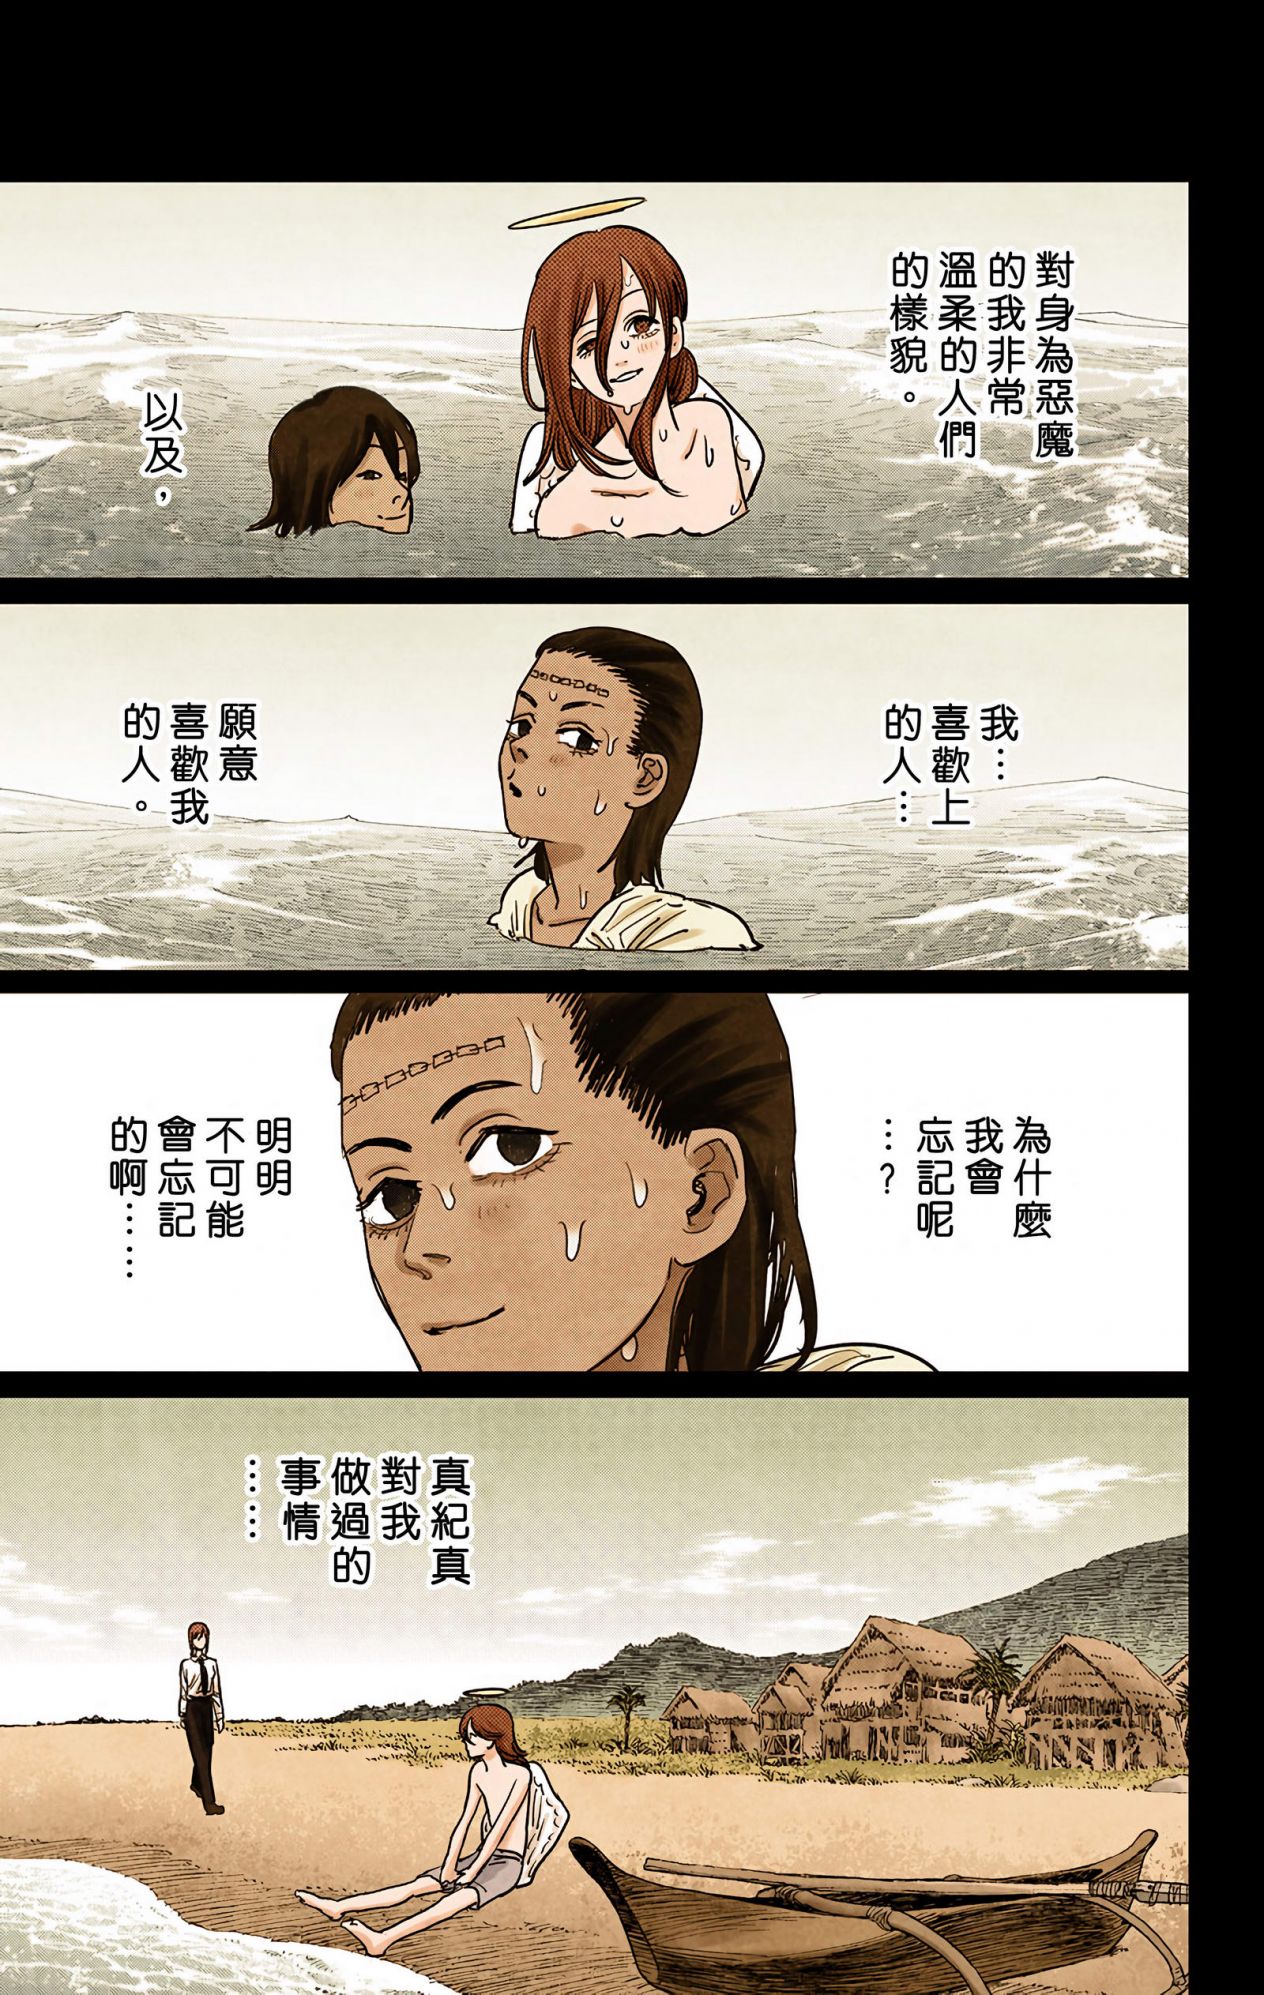 對身為惡魔
的我非常
溫柔的人們
的樣貌。
以及，
我…
喜歡上
的人…
願意
喜歡我
的人。
為什麼
我會
忘記呢
…？
明明
不可能
會忘記
的啊……
真紀真
對我
做過的
事情
……